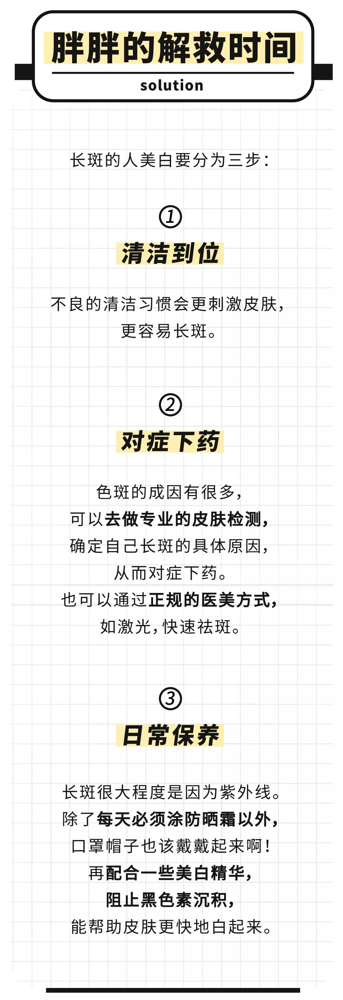 胖胖的解救时间
solution
长斑的人美白要分为三步：
①
清洁到位
不良的清洁习惯会更刺激皮肤，
更容易长斑。
②
对症下药
色斑的成因有很多，
可以去做专业的皮肤检测，
确定自己长斑的具体原因，
从而对症下药。
也可以通过正规的医美方式，
如激光，快速祛斑。
③
日常保养
长斑很大程度是因为紫外线。
除了每天必须涂防晒霜以外，
口罩帽子也该戴戴起来啊！
再配合一些美白精华，
阻止黑色素沉积，
能帮助皮肤更快地白起来。